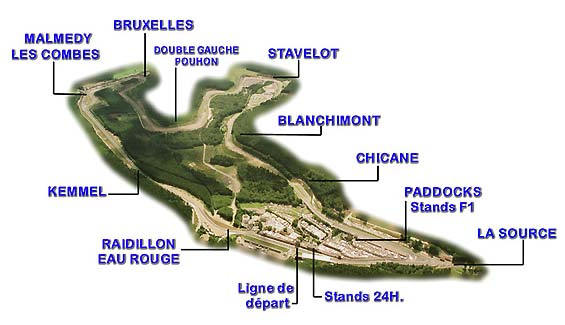 BRUXELLES
MALMEDY
LES COMBES
DOUBLE GAUCHE
POUHON
STAVELOT
BLANCHIMONT
CHICANE
KEMMEL
PADDOCKS
Stands F1
LA SOURCE
RAIDILLON
EAU ROUGE
Ligne de
départ
Stands 24H.